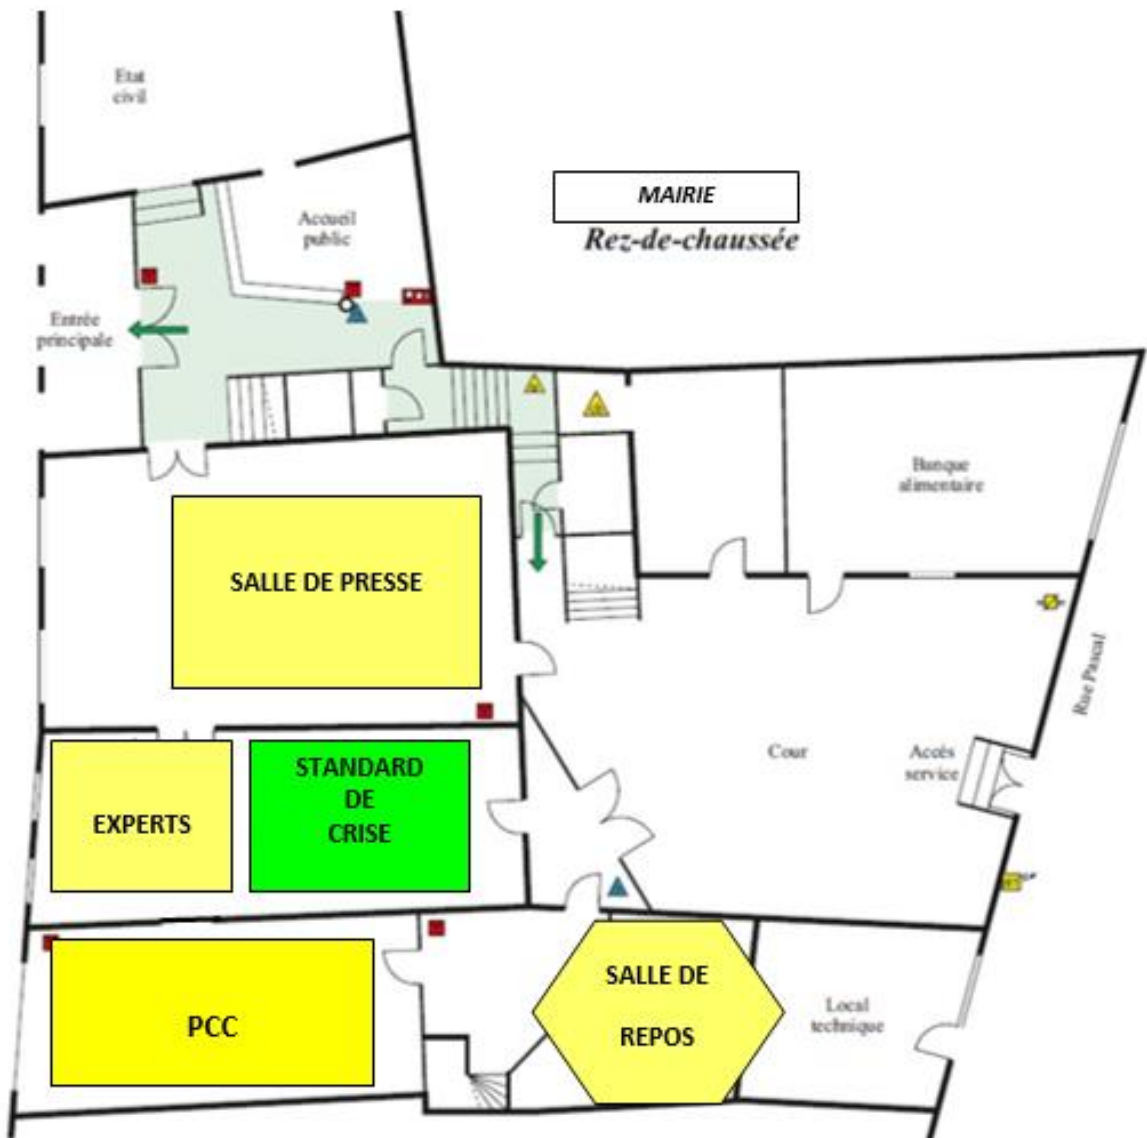 Etat
civil
MAIRIE
Rez-de-chaussée
Accueil
public
Entrée
principale
Banque
alimentaire
SALLE DE PRESSE
Rue Pascal
Cour
Accès
service
EXPERTS
STANDARD
DE
CRISE
PCC
SALLE DE
REPOS
Local
technique